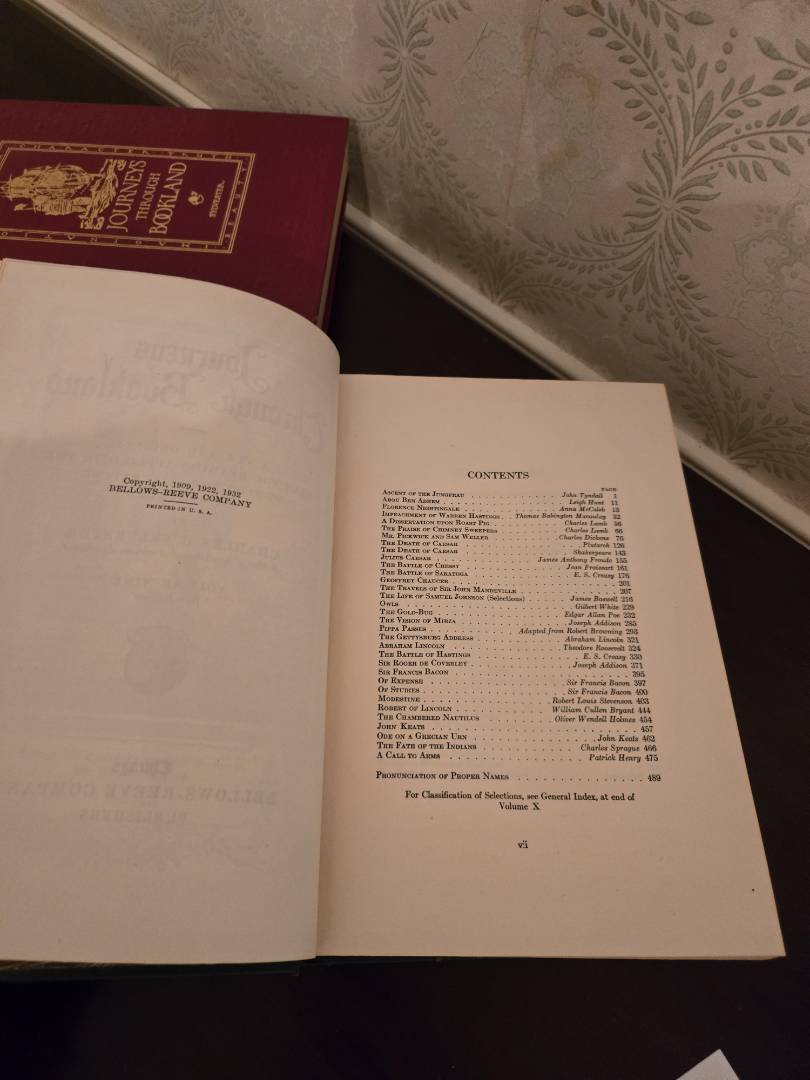 JOURNEYS
THROUGH
BOOKLAND
SYLVESTER
Copyright, 1909, 1922, 1932
BELLOWS-REEVE COMPANY
PRINTED IN U. S. A.
CONTENTS
PAGE
ASCENT OF THE JUNGFRAU . . . . . . . . . . . John Tyndall 1
ABOU BEN ADHEM . . . . . . . . . . . Leigh Hunt 11
FLORENCE NIGHTINGALE . . . . . . . . . . . Anna McCaleb 13
IMPEACHMENT OF WARREN HASTINGS . Thomas Babington Macaulay 32
A DISSERTATION UPON ROAST PIG . . . . . . . . Charles Lamb 56
THE PRAISE OF CHIMNEY SWEEPERS . . . . . . . . Charles Lamb 66
MR. PICKWICK AND SAM WELLER . . . . . . . . Charles Dickens 76
THE DEATH OF CAESAR . . . . . . . . . . . Plutarch 126
THE DEATH OF CAESAR . . . . . . . . . . . Shakespeare 143
JULIUS CAESAR . . . . . . . . James Anthony Froude 155
THE BATTLE OF CRESSY . . . . . . . . . . . Jean Froissart 161
THE BATTLE OF SARATOGA . . . . . . . . . . . E. S. Creasy 176
GEOFFREY CHAUCER . . . . . . . . . . . 201
THE TRAVELS OF SIR JOHN MANDEVILLE . . . . . . . . 207
THE LIFE OF SAMUEL JOHNSON (Selections) . . . . James Boswell 216
OWLS . . . . . . . . . . . Gilbert White 229
THE GOLD-BUG . . . . . . . . . . . Edgar Allan Poe 232
THE VISION OF MIRZA . . . . . . . . . . . Joseph Addison 285
PIPPA PASSES . . . . . . . Adapted from Robert Browning 293
THE GETTYSBURG ADDRESS . . . . . . . . Abraham Lincoln 321
ABRAHAM LINCOLN . . . . . . . . Theodore Roosevelt 324
THE BATTLE OF HASTINGS . . . . . . . . . . . E. S. Creasy 330
SIR ROGER DE COVERLEY . . . . . . . . . . . Joseph Addison 371
SIR FRANCIS BACON . . . . . . . . . . . 395
OF EXPENSE . . . . . . . . . . . Sir Francis Bacon 397
OF STUDIES . . . . . . . . . . . Sir Francis Bacon 400
MODESTINE . . . . . . . . Robert Louis Stevenson 403
ROBERT OF LINCOLN . . . . . . . . William Cullen Bryant 444
THE CHAMBERED NAUTILUS . . . . . . Oliver Wendell Holmes 454
JOHN KEATS . . . . . . . . . . . 457
ODE ON A GRECIAN URN . . . . . . . . . . . John Keats 462
THE FATE OF THE INDIANS . . . . . . . . Charles Sprague 466
A CALL TO ARMS . . . . . . . . . . . Patrick Henry 475
PRONUNCIATION OF PROPER NAMES . . . . . . . . . . . 489
For Classification of Selections, see General Index, at end of
Volume X
vii